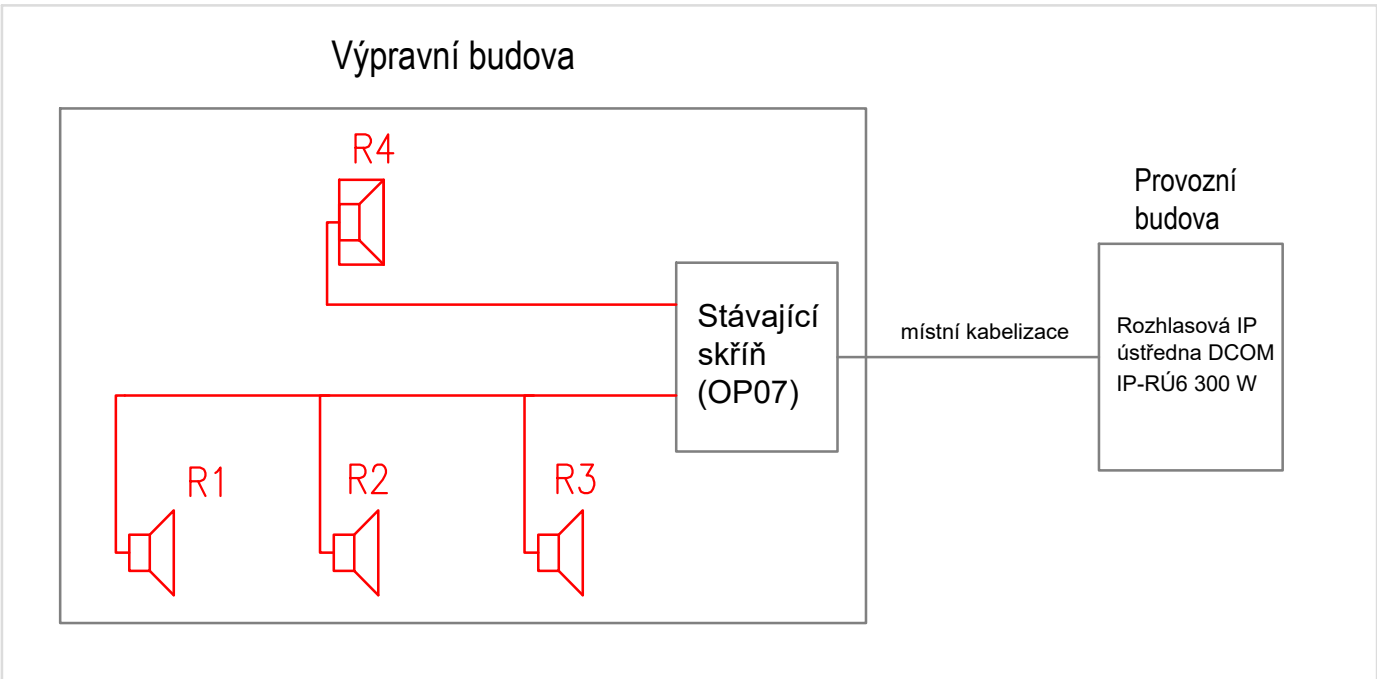 Výpravní budova
R4
Provozní
budova
Stávající
skříň
(OP07)
místní kabelizace
Rozhlasová IP
ústředna DCOM
IP-RÚ6 300 W
R1
R2
R3